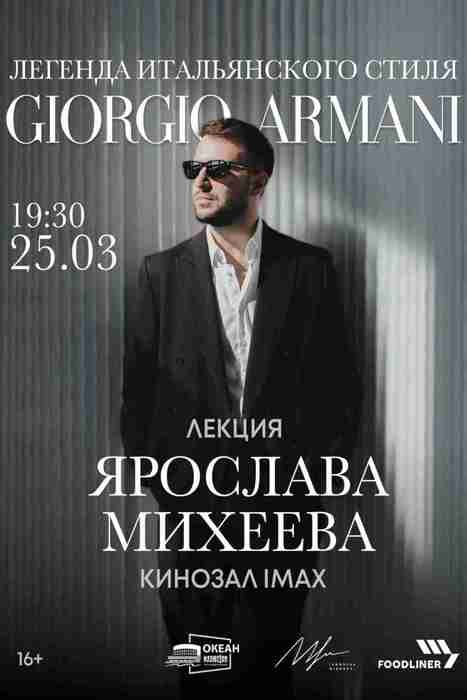 ЛЕГЕНДА ИТАЛЬЯНСКОГО СТИЛЯ
GIORGIO ARMANI
19:30
25.03
ЛЕКЦИЯ
ЯРОСЛАВА
МИХЕЕВА
КИНОЗАЛ IMAX
16+
ОКЕАН
FOODLINER